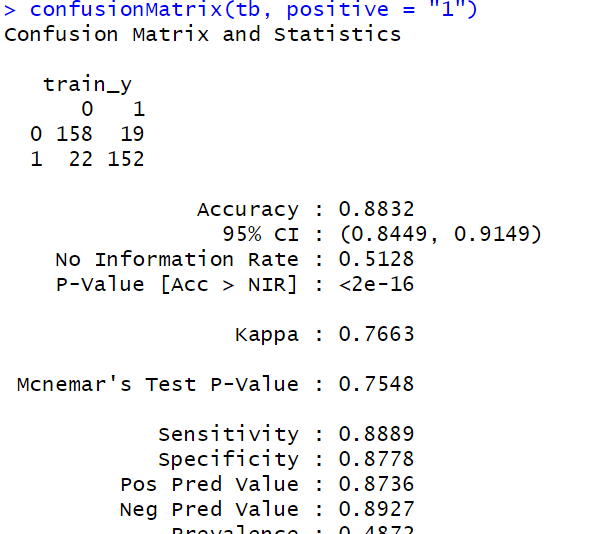 > confusionMatrix(tb, positive = "1")
Confusion Matrix and Statistics
train_y
0 1
0 158 19
1 22 152
Accuracy : 0.8832
95% CI : (0.8449, 0.9149)
No Information Rate : 0.5128
P-Value [Acc > NIR] : <2e-16
Kappa : 0.7663
Mcnemar's Test P-Value : 0.7548
Sensitivity : 0.8889
Specificity : 0.8778
Pos Pred Value : 0.8736
Neg Pred Value : 0.8927
Prevalence : 0.4872